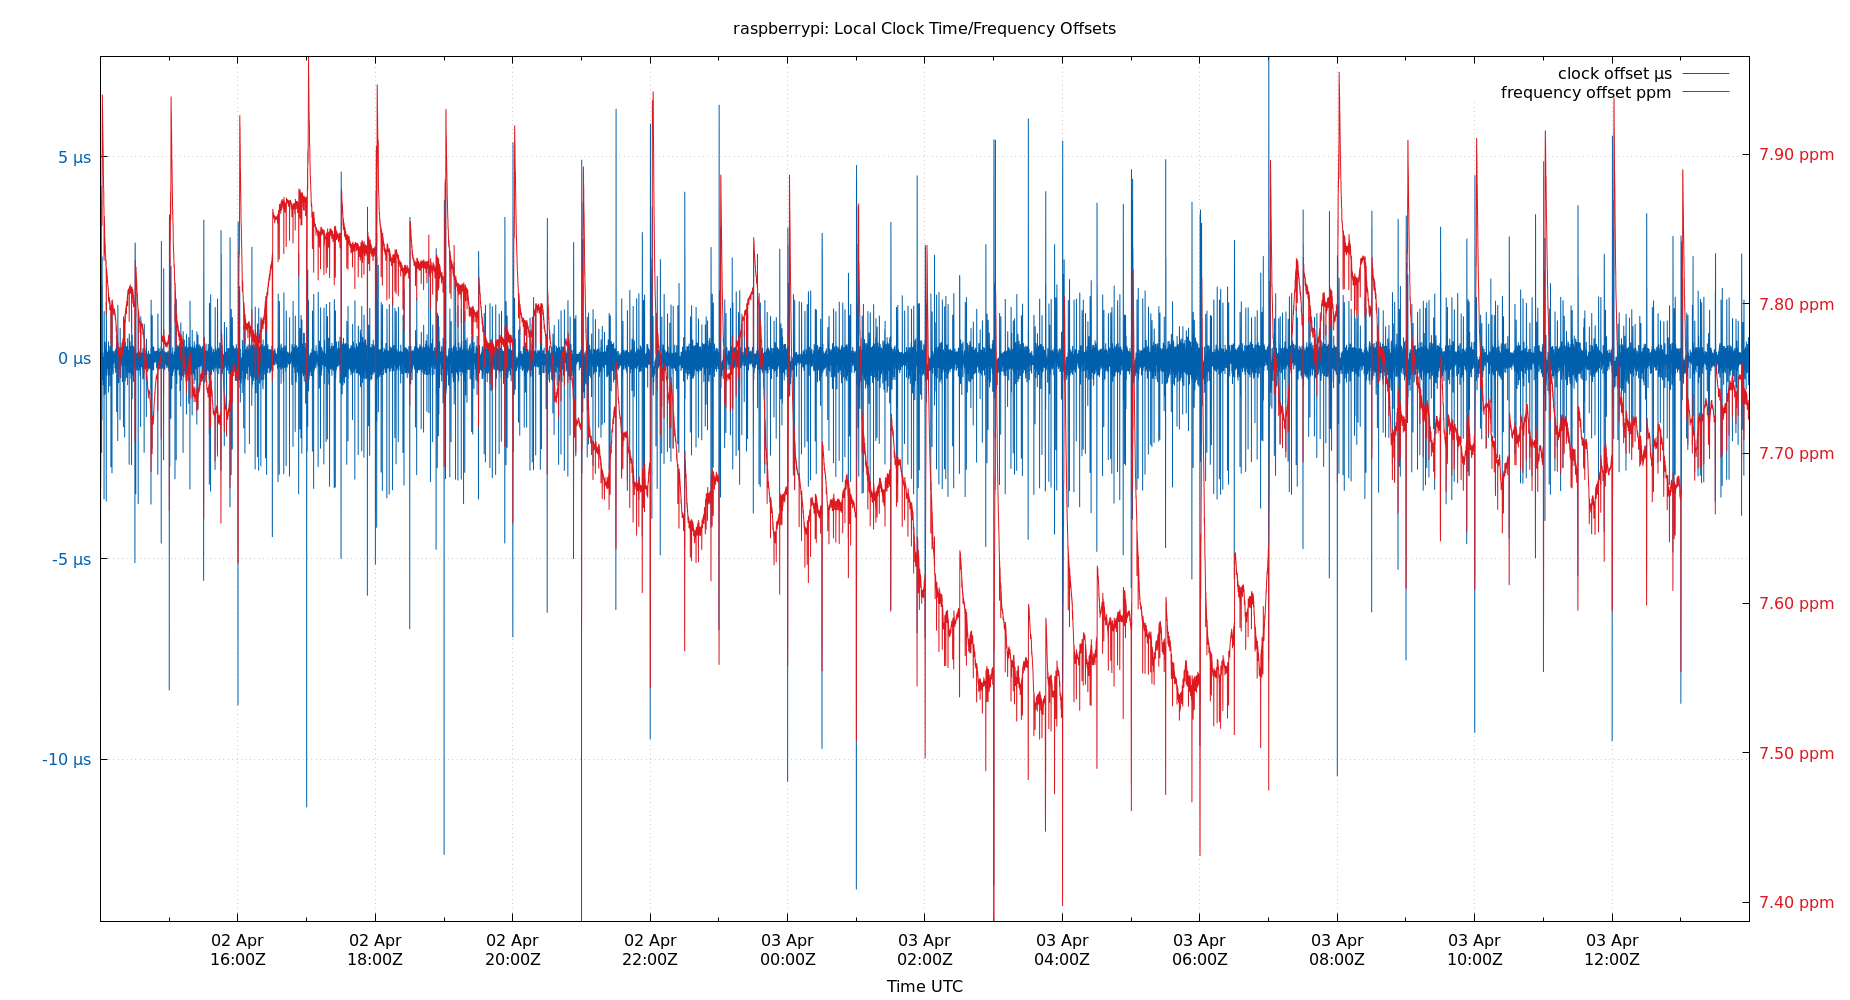 raspberrypi: Local Clock Time/Frequency Offsets
clock offset µs
frequency offset ppm
5 µs
0 µs
-5 µs
-10 µs
7.90 ppm
7.80 ppm
7.70 ppm
7.60 ppm
7.50 ppm
7.40 ppm
02 Apr
16:00Z
02 Apr
18:00Z
02 Apr
20:00Z
02 Apr
22:00Z
03 Apr
00:00Z
03 Apr
02:00Z
03 Apr
04:00Z
03 Apr
06:00Z
03 Apr
08:00Z
03 Apr
10:00Z
03 Apr
12:00Z
Time UTC